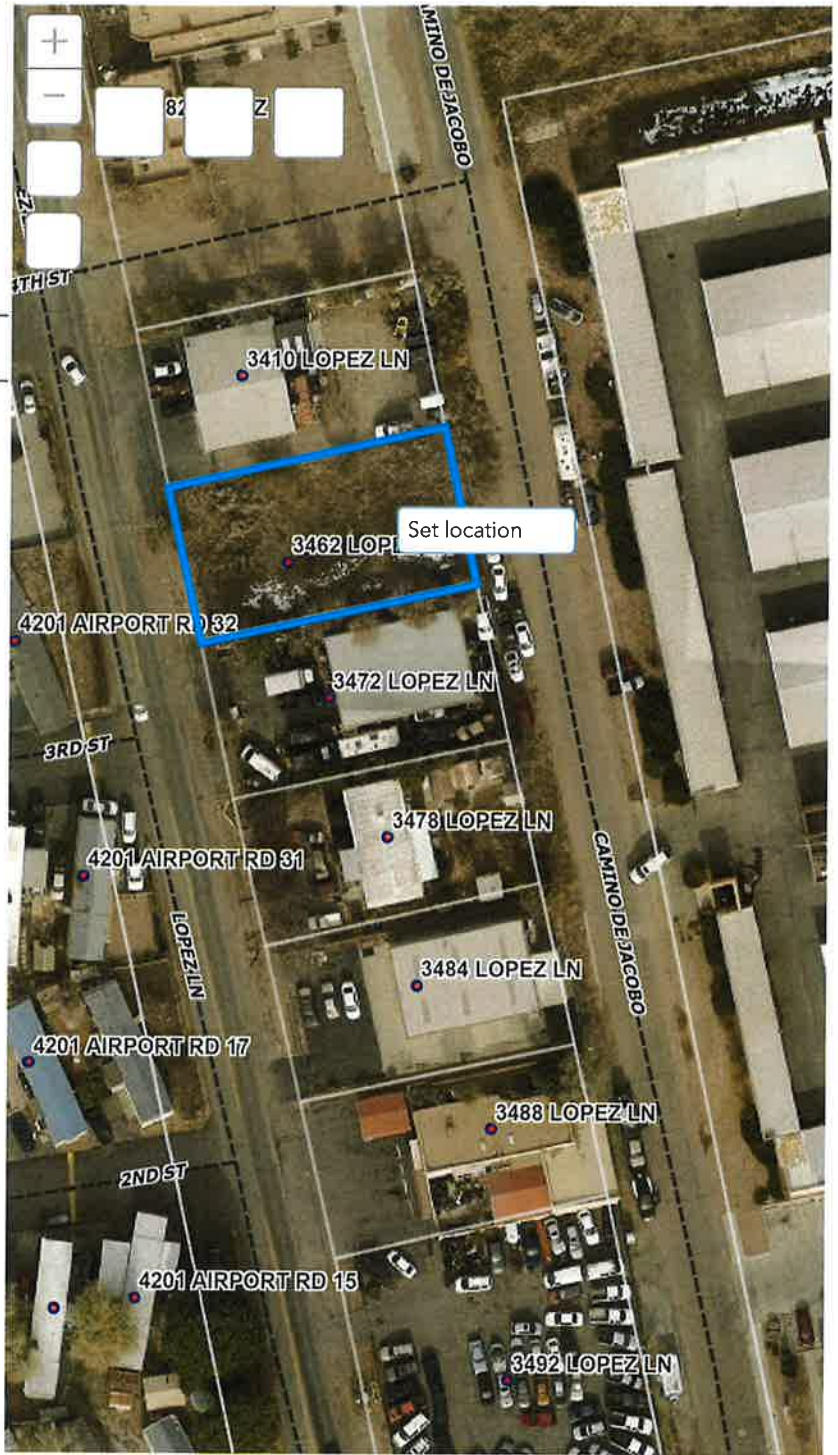 +
CAMINO DE JACOBO
−
82
Z
4TH ST
3410 LOPEZ LN
Set location
3462
4201 AIRPORT RD 32
3472 LOPEZ LN
3RD ST
3478 LOPEZ LN
4201 AIRPORT RD 31
CAMINO DE JACOBO
LOPEZ LN
3484 LOPEZ LN
4201 AIRPORT RD 17
3488 LOPEZ LN
2ND ST
4201 AIRPORT RD 15
3492 LOPEZ LN